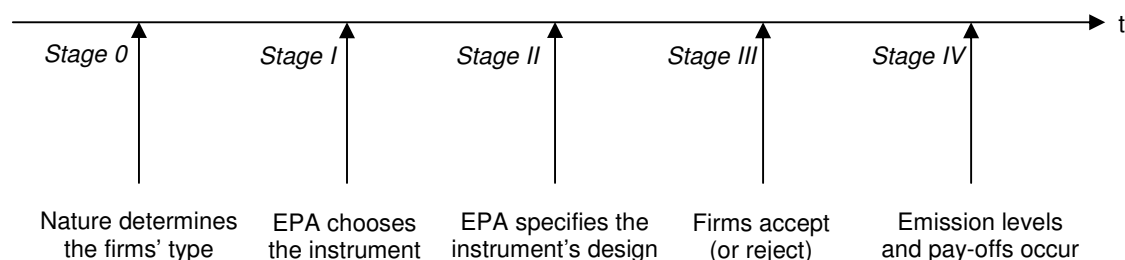 t
Stage 0
Stage I
Stage II
Stage III
Stage IV
Nature determines
the firms' type
EPA chooses
the instrument
EPA specifies the
instrument's design
Firms accept
(or reject)
Emission levels
and pay-offs occur